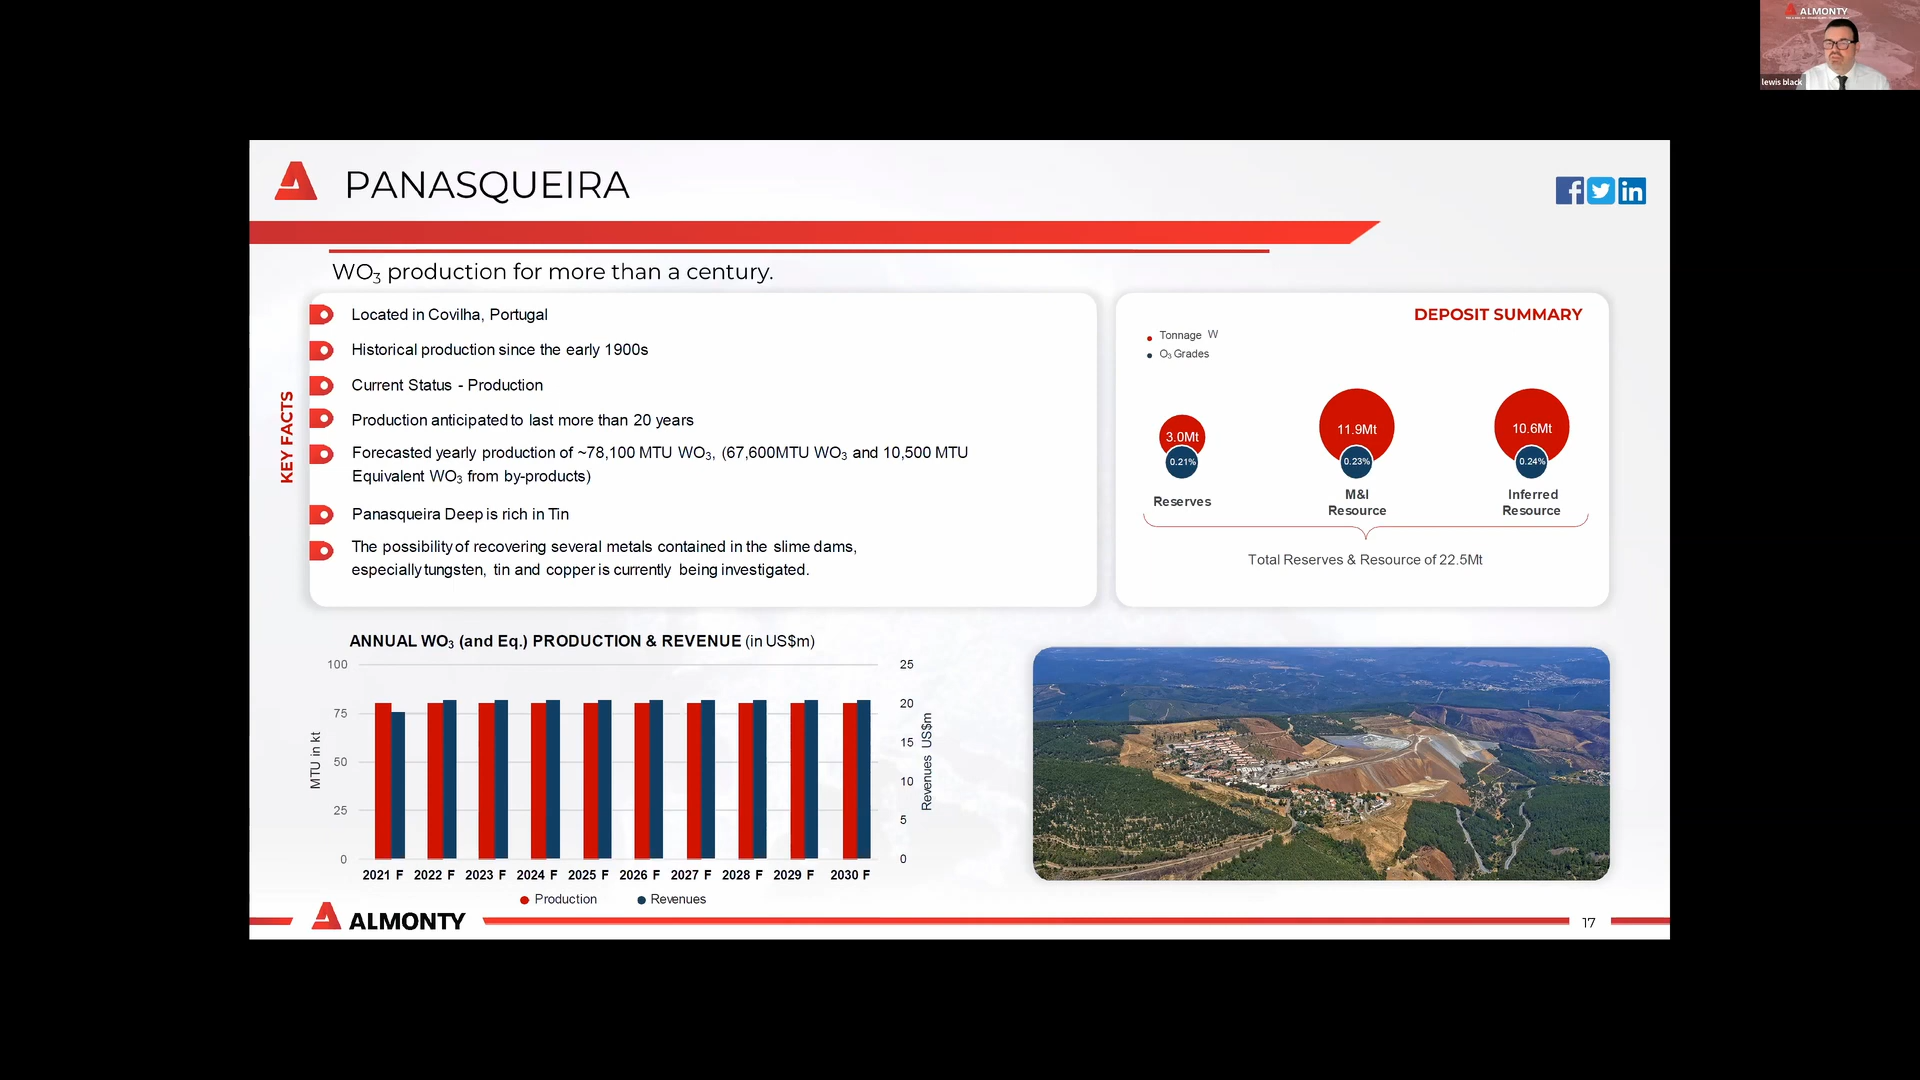 ALMONTY
lewis black
PANASQUEIRA
WO₃ production for more than a century.
KEY FACTS
Located in Covilha, Portugal
Historical production since the early 1900s
Current Status - Production
Production anticipated to last more than 20 years
Forecasted yearly production of ~78,100 MTU WO₃, (67,600MTU WO₃ and 10,500 MTU
Equivalent WO₃ from by-products)
Panasqueira Deep is rich in Tin
The possibility of recovering several metals contained in the slime dams,
especially tungsten, tin and copper is currently being investigated.
DEPOSIT SUMMARY
Tonnage W
O₃ Grades
3.0Mt 11.9Mt 10.6Mt
0.21% 0.23% 0.24%
Reserves
M&I
Resource
Inferred
Resource
Total Reserves & Resource of 22.5Mt
ANNUAL WO₃ (and Eq.) PRODUCTION & REVENUE (in US$m)
MTU in kt
100
75
50
25
0
25
20
15
10
5
0
Revenues US$m
2021 F 2022 F 2023 F 2024 F 2025 F 2026 F 2027 F 2028 F 2029 F 2030 F
Production Revenues
ALMONTY
17